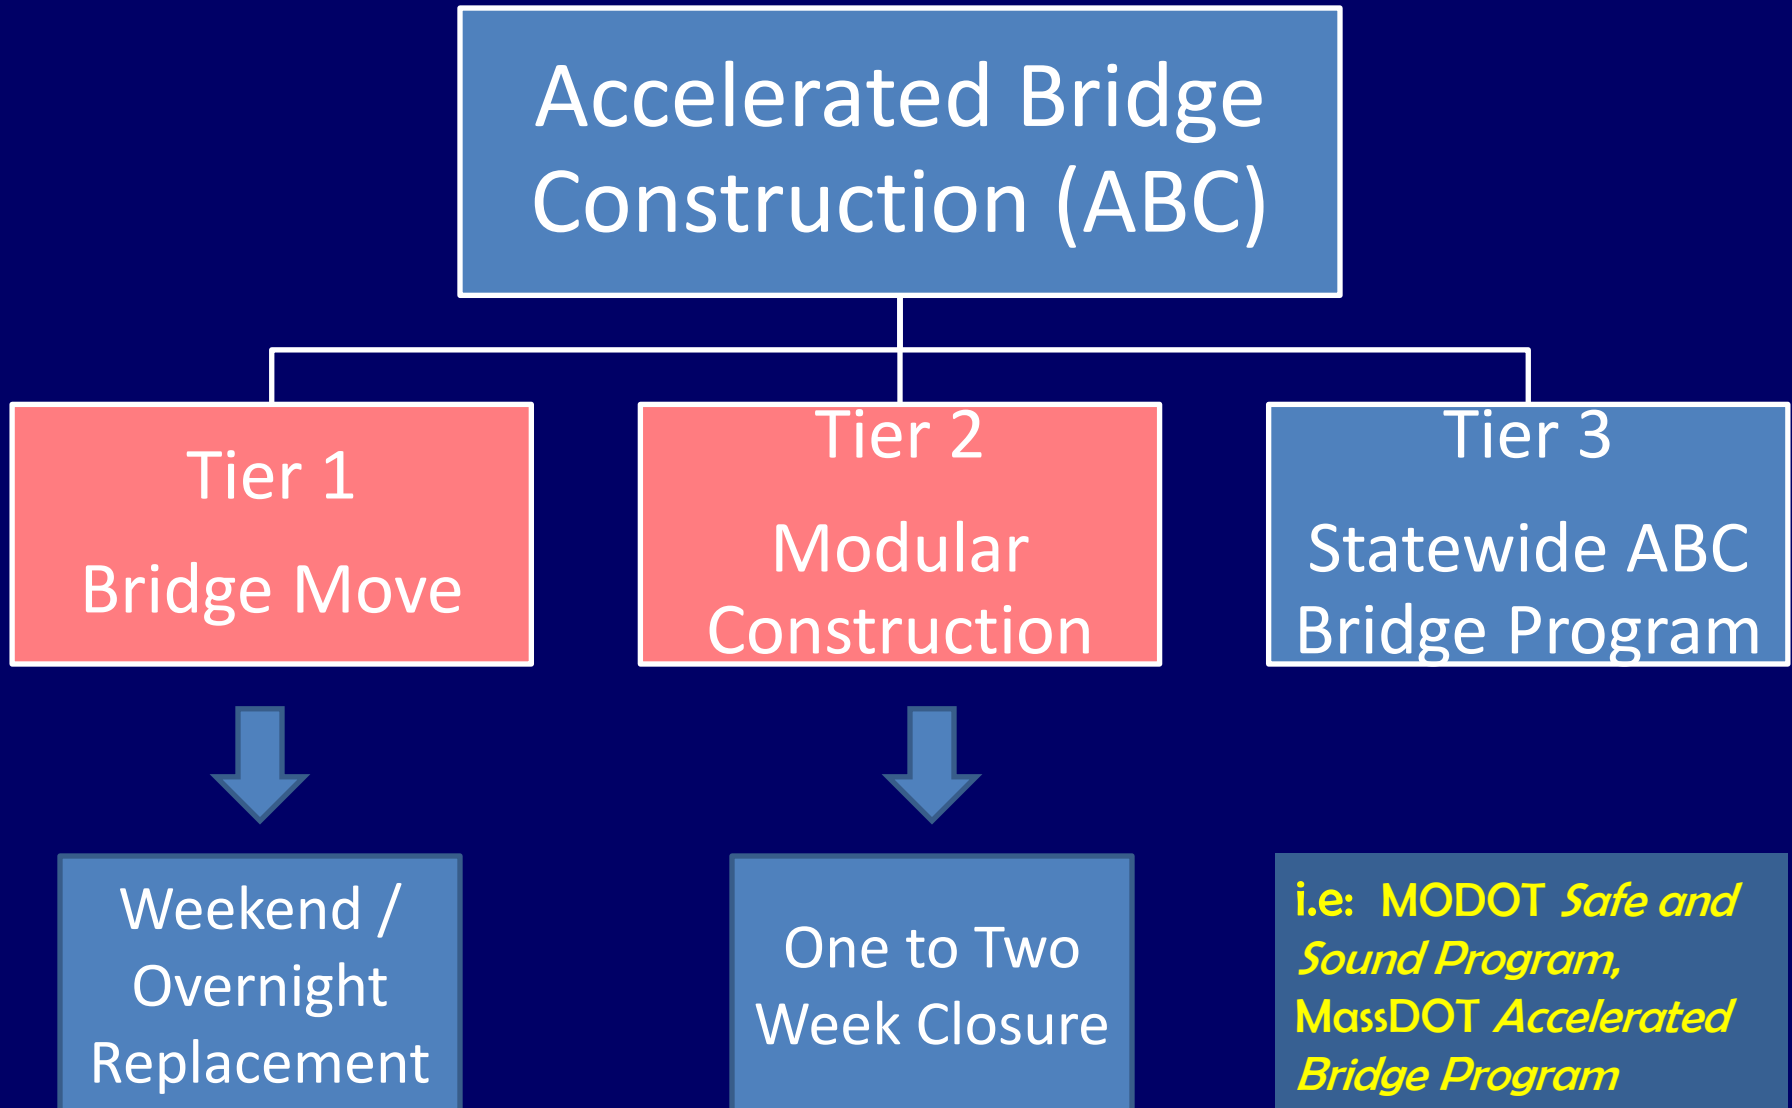 Accelerated Bridge
Construction (ABC)
Tier 1
Bridge Move
Tier 2
Modular
Construction
Tier 3
Statewide ABC
Bridge Program
Weekend /
Overnight
Replacement
One to Two
Week Closure
i.e: MODOT Safe and
Sound Program,
MassDOT Accelerated
Bridge Program